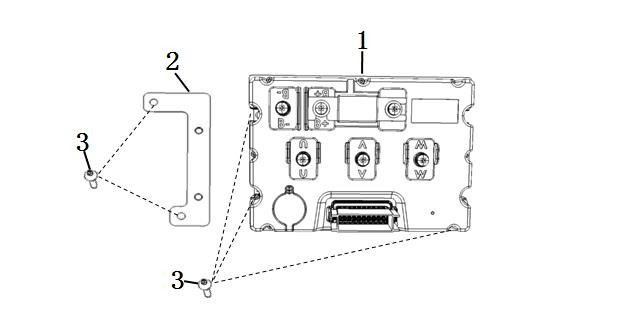 1
2
B- B+
B- B+
3
U V W
U V W
3